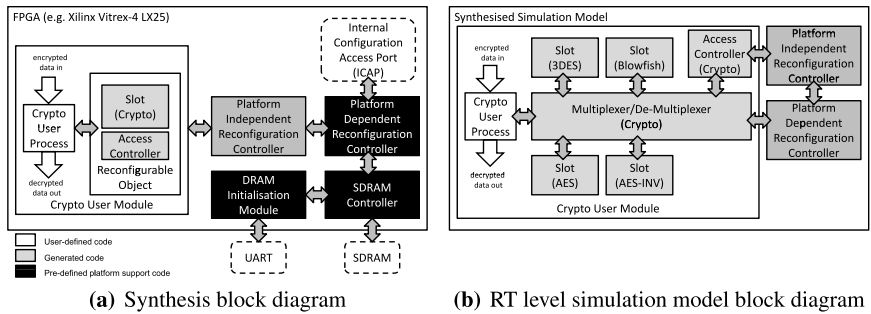 FPGA (e.g. Xilinx Vitrex-4 LX25)
encrypted
data in
Crypto
User
Process
decrypted
data out
Slot
(Crypto)
Access
Controller
Reconfigurable
Object
Crypto User Module
Platform
Independent
Reconfiguration
Controller
Internal
Configuration
Access Port
(ICAP)
Platform
Dependent
Reconfiguration
Controller
DRAM
Initialisation
Module
SDRAM
Controller
UART
SDRAM
User-defined code
Generated code
Pre-defined platform support code
(a) Synthesis block diagram
Synthesised Simulation Model
encrypted
data in
Crypto
User
Process
decrypted
data out
Slot
(3DES)
Slot
(Blowfish)
Access
Controller
(Crypto)
Multiplexer/De-Multiplexer
(Crypto)
Slot
(AES)
Slot
(AES-INV)
Crypto User Module
Platform
Independent
Reconfiguration
Controller
Platform
Dependent
Reconfiguration
Controller
(b) RT level simulation model block diagram